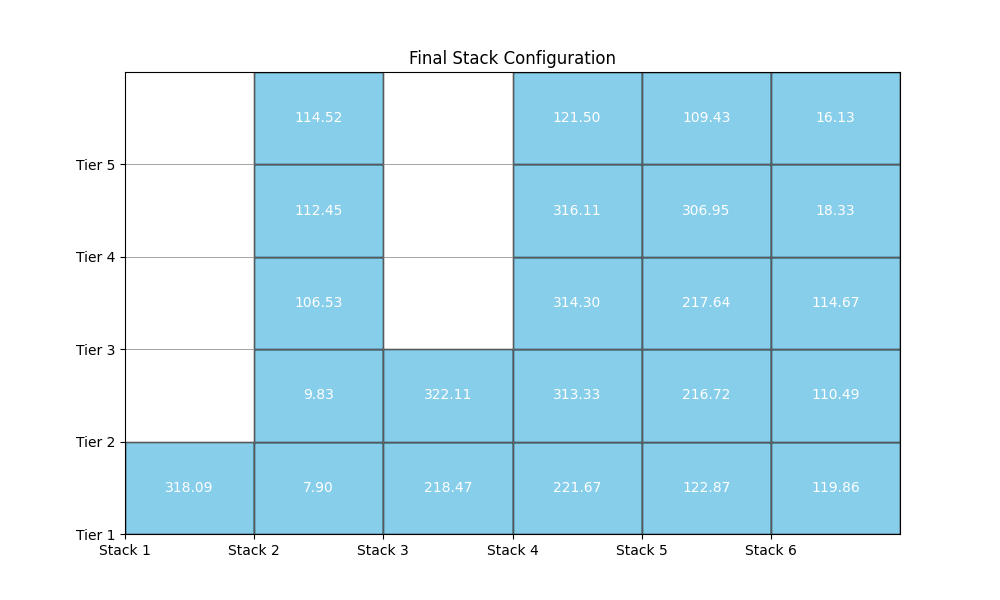 Final Stack Configuration
114.52 121.50 109.43 16.13
Tier 5
112.45 316.11 306.95 18.33
Tier 4
106.53 314.30 217.64 114.67
Tier 3
9.83 322.11 313.33 216.72 110.49
Tier 2
318.09 7.90 218.47 221.67 122.87 119.86
Tier 1
Stack 1 Stack 2 Stack 3 Stack 4 Stack 5 Stack 6